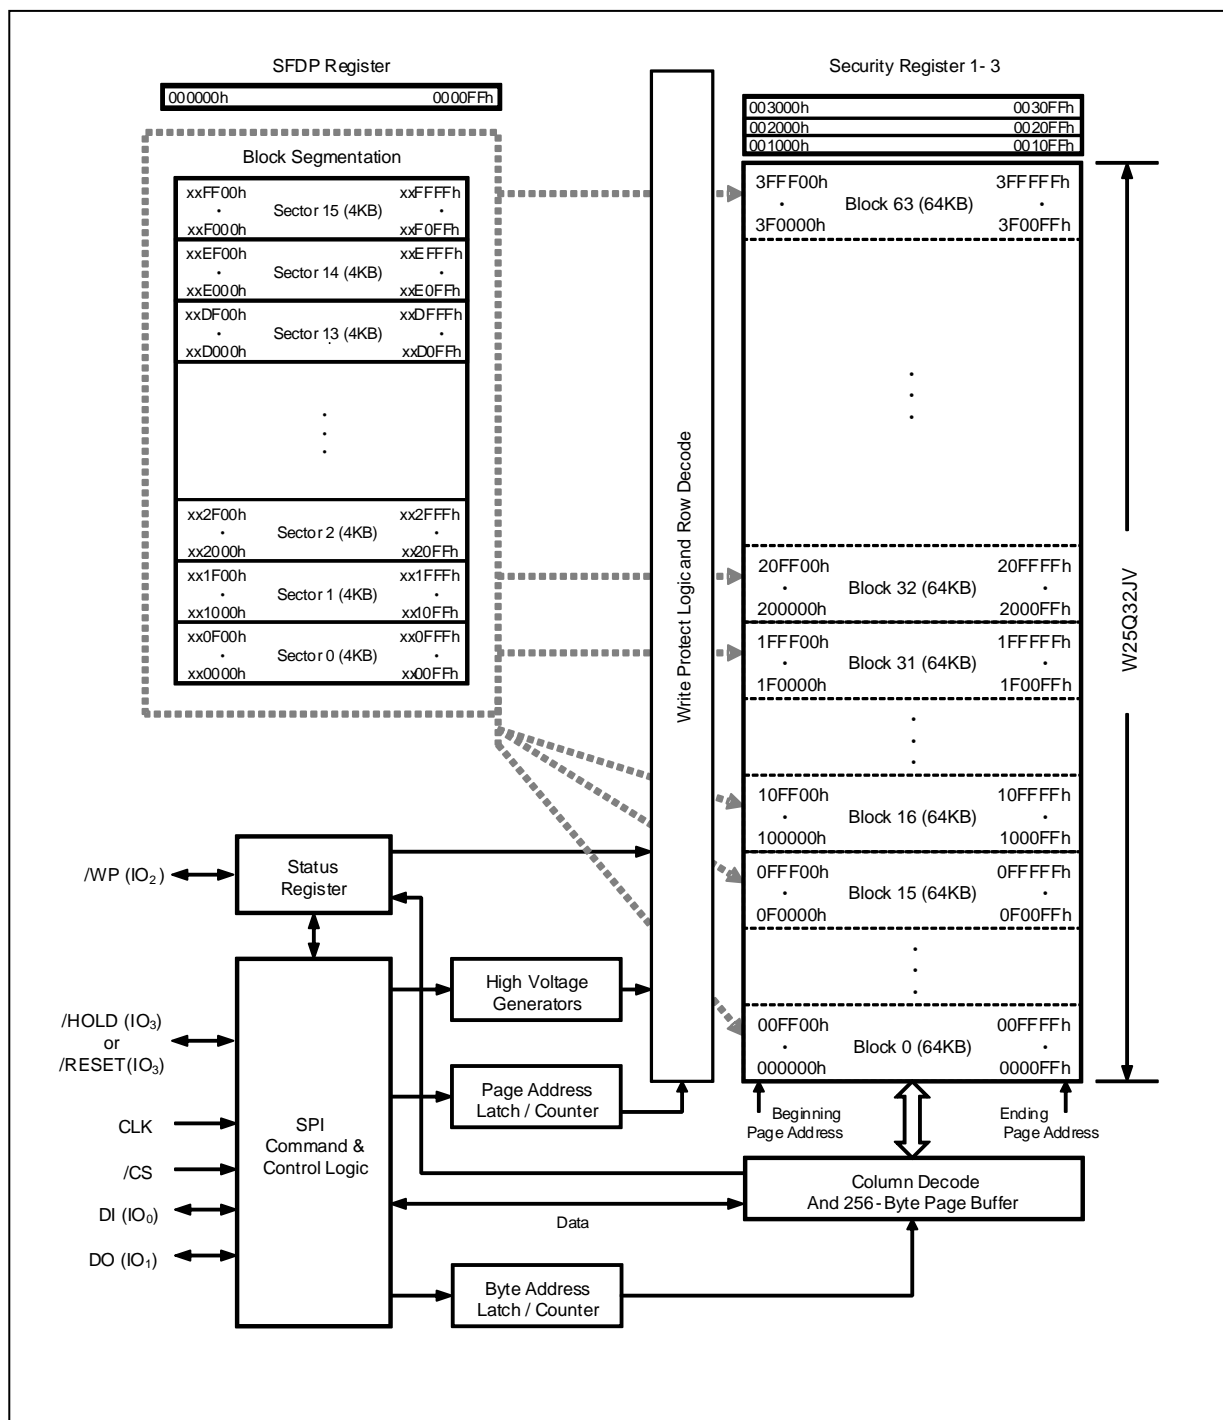 SFDP Register
000000h 0000FFh
Block Segmentation
xxFF00h xxFFFFh
Sector 15 (4KB)
xxF000h xxF0FFh
xxEF00h xxEFFFh
Sector 14 (4KB)
xxE000h xxE0FFh
xxDF00h xxDFFFh
Sector 13 (4KB)
xxD000h xxD0FFh
xx2F00h xx2FFFh
Sector 2 (4KB)
xx2000h xx20FFh
xx1F00h xx1FFFh
Sector 1 (4KB)
xx1000h xx10FFh
xx0F00h xx0FFFh
Sector 0 (4KB)
xx0000h xx00FFh
Write Protect Logic and Row Decode
Security Register 1- 3
003000h 0030FFh
002000h 0020FFh
001000h 0010FFh
3FFF00h 3FFFFFh
Block 63 (64KB)
3F0000h 3F00FFh
20FF00h 20FFFFh
Block 32 (64KB)
200000h 2000FFh
1FFF00h 1FFFFFh
Block 31 (64KB)
1F0000h 1F00FFh
10FF00h 10FFFFh
Block 16 (64KB)
100000h 1000FFh
0FFF00h 0FFFFFh
Block 15 (64KB)
0F0000h 0F00FFh
00FF00h 00FFFFh
Block 0 (64KB)
000000h 0000FFh
W25Q32JV
Beginning
Page Address
Ending
Page Address
/WP (IO2)
Status
Register
/HOLD (IO3)
or
/RESET(IO3)
CLK
/CS
DI (IO0)
DO (IO1)
SPI
Command &
Control Logic
High Voltage
Generators
Page Address
Latch / Counter
Data
Byte Address
Latch / Counter
Column Decode
And 256-Byte Page Buffer